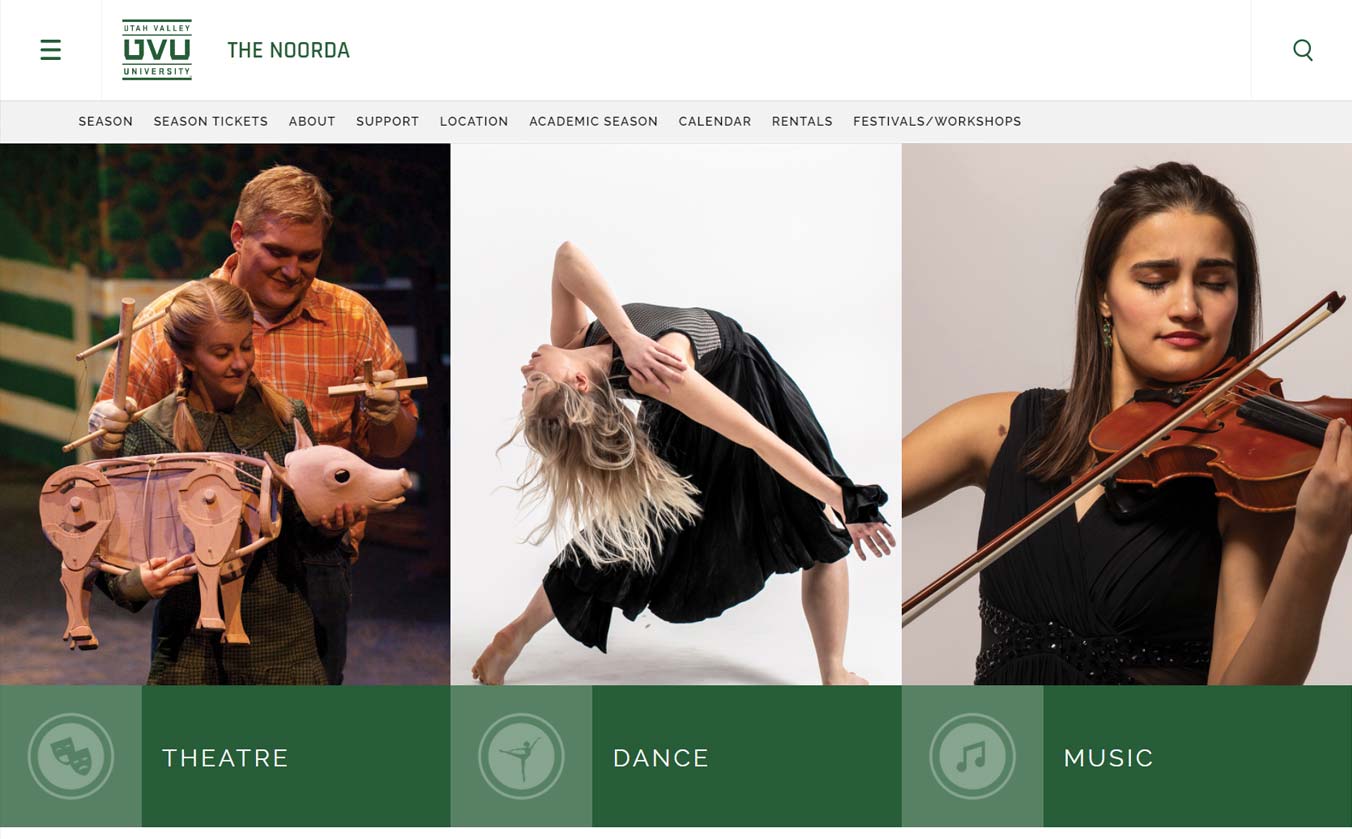 UTAH VALLEY
UVU
UNIVERSITY
THE NOORDA
SEASON SEASON TICKETS ABOUT SUPPORT LOCATION ACADEMIC SEASON CALENDAR RENTALS FESTIVALS/WORKSHOPS
THEATRE DANCE MUSIC